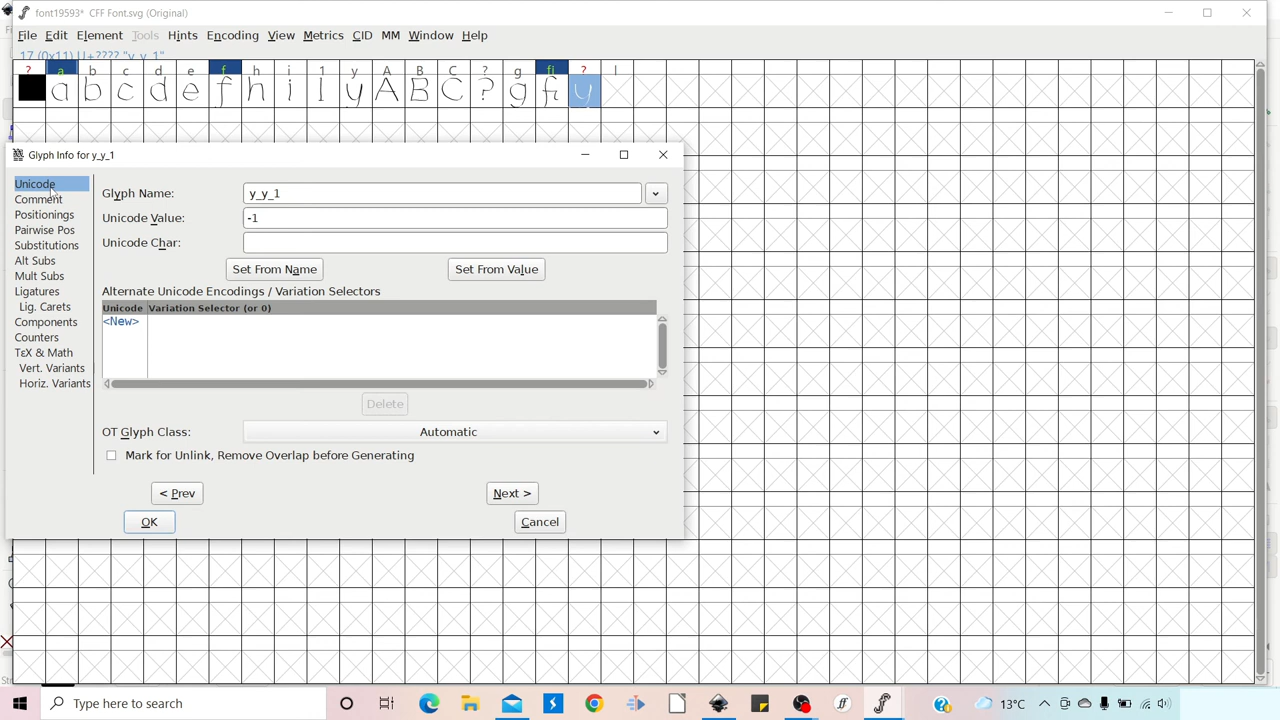 font19593* CFF Font.svg (Original)
File Edit Element Tools Hints Encoding View Metrics CID MM Window Help
17 (0x11) U+???? "y_y_1"
? a b c d e f h i 1 y A B C ? g fi ? l
a b c d e f h i l y A B C ? g fi y
Glyph Info for y_y_1
Unicode
Comment
Positionings
Pairwise Pos
Substitutions
Alt Subs
Mult Subs
Ligatures
Lig. Carets
Components
Counters
TεX & Math
Vert. Variants
Horiz. Variants
Glyph Name: y_y_1
Unicode Value: -1
Unicode Char:
Set From Name Set From Value
Alternate Unicode Encodings / Variation Selectors
Unicode Variation Selector (or 0)
<New>
Delete
OT Glyph Class: Automatic
Mark for Unlink, Remove Overlap before Generating
< Prev Next >
OK Cancel
Type here to search
13°C